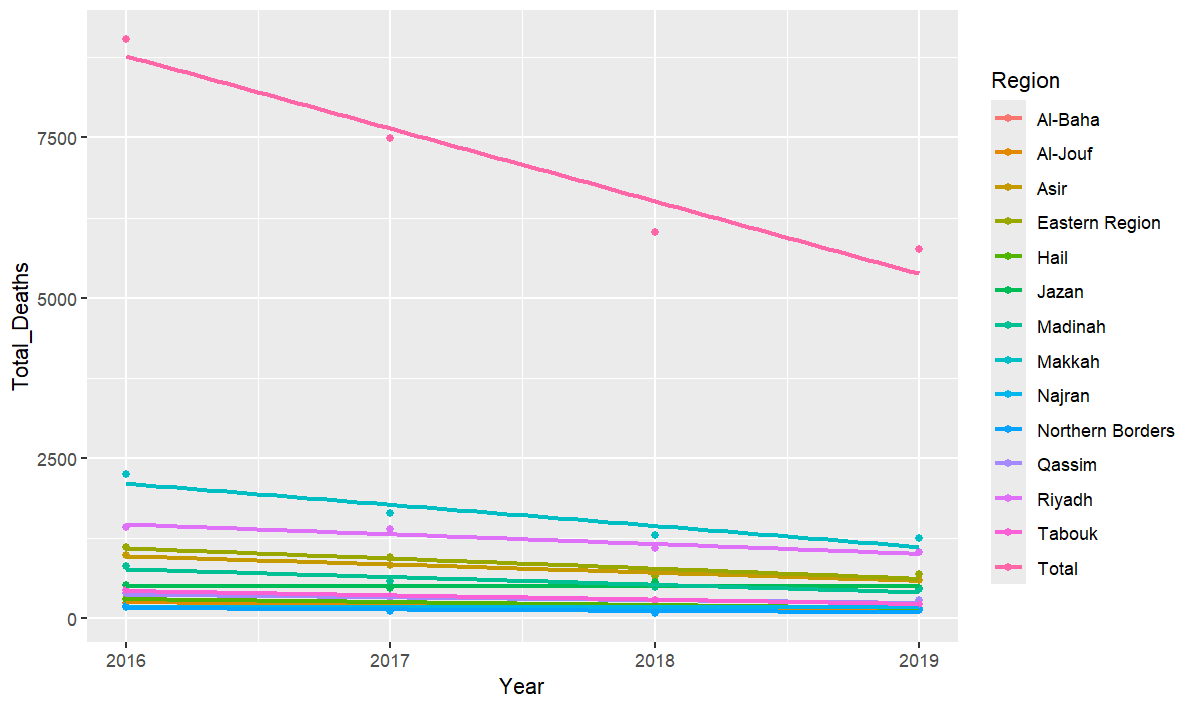 Total_Deaths
7500
5000
2500
0
2016 2017 2018 2019
Year
Region
Al-Baha
Al-Jouf
Asir
Eastern Region
Hail
Jazan
Madinah
Makkah
Najran
Northern Borders
Qassim
Riyadh
Tabouk
Total